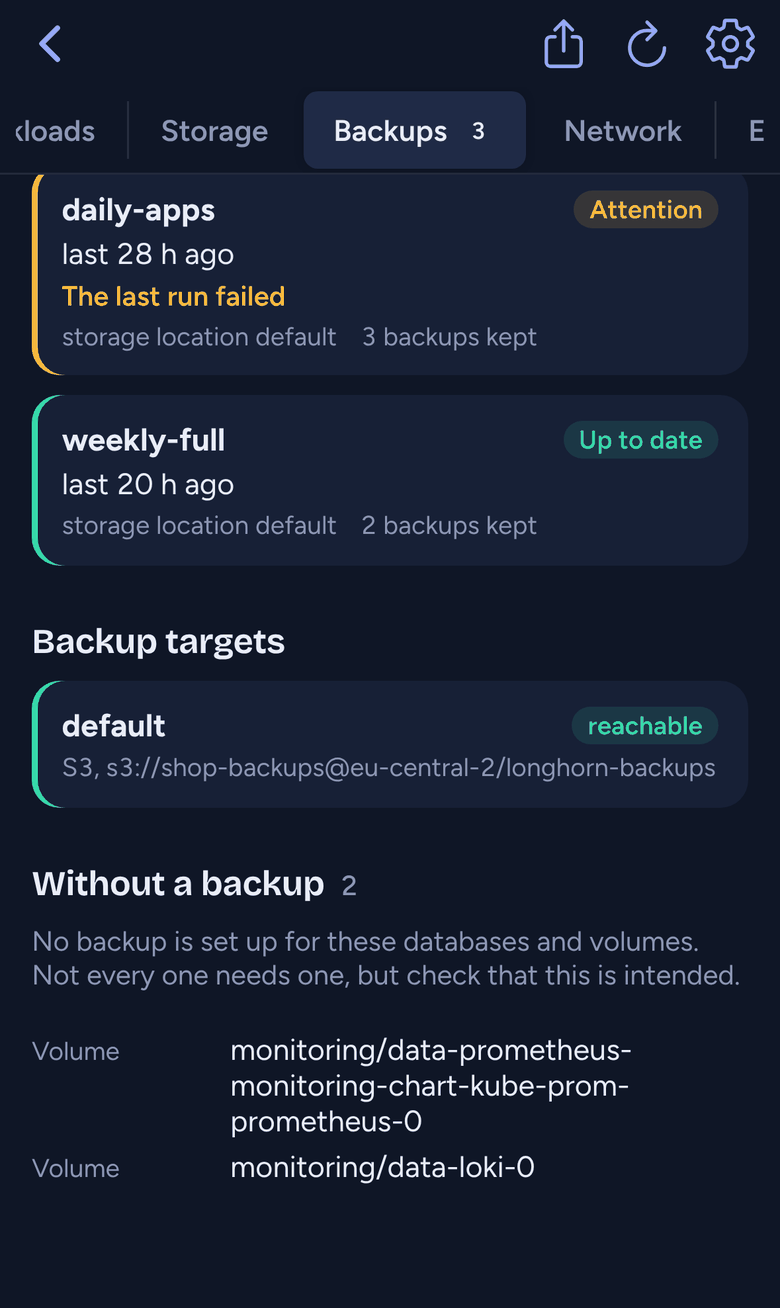 kloads Storage Backups 3 Network E
daily-apps Attention
last 28 h ago
The last run failed
storage location default 3 backups kept
weekly-full Up to date
last 20 h ago
storage location default 2 backups kept
Backup targets
default reachable
S3, s3://shop-backups@eu-central-2/longhorn-backups
Without a backup 2
No backup is set up for these databases and volumes.
Not every one needs one, but check that this is intended.
Volume monitoring/data-prometheus-
monitoring-chart-kube-prom-
prometheus-0
Volume monitoring/data-loki-0